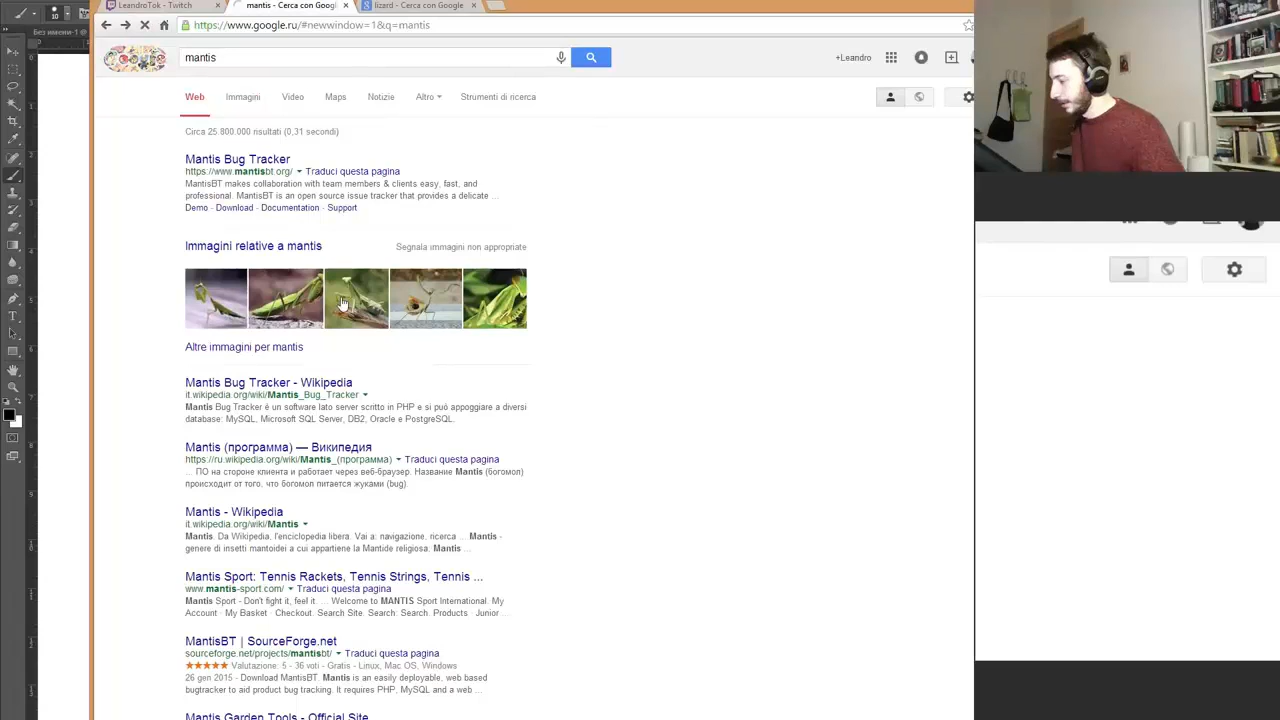 10
LeandroTok - Twitch × mantis - Cerca con Google × lizard - Cerca con Google ×
https://www.google.ru/#newwindow=1&q=mantis
Без имени-1 @
mantis
+Leandro
Web Immagini Video Maps Notizie Altro Strumenti di ricerca
Circa 25.800.000 risultati (0,31 secondi)
Mantis Bug Tracker
https://www.mantisbt.org/ Traduci questa pagina
MantisBT makes collaboration with team members & clients easy, fast, and
professional. MantisBT is an open source issue tracker that provides a delicate ...
Demo - Download - Documentation - Support
Immagini relative a mantis Segnala immagini non appropriate
Altre immagini per mantis
Mantis Bug Tracker - Wikipedia
it.wikipedia.org/wiki/Mantis_Bug_Tracker
Mantis Bug Tracker è un software lato server scritto in PHP e si può appoggiare a diversi
database: MySQL, Microsoft SQL Server, DB2, Oracle e PostgreSQL.
Mantis (программа) — Википедия
https://ru.wikipedia.org/wiki/Mantis_(программа) Traduci questa pagina
... ПО на стороне клиента и работает через веб-браузер. Название Mantis (богомол)
происходит от того, что богомол питается жуками (bug).
Mantis - Wikipedia
it.wikipedia.org/wiki/Mantis
Mantis. Da Wikipedia, l'enciclopedia libera. Vai a: navigazione, ricerca ... Mantis -
genere di insetti mantoidei a cui appartiene la Mantide religiosa. Mantis ...
Mantis Sport: Tennis Rackets, Tennis Strings, Tennis ...
www.mantis-sport.com/ Traduci questa pagina
Mantis Sport - Don't fight it, feel it. ... Welcome to MANTIS Sport International. My
Account · My Basket · Checkout. Search Site. Search: Search. Products · Junior ...
MantisBT | SourceForge.net
sourceforge.net/projects/mantisbt/ Traduci questa pagina
Valutazione: 5 - 36 voti - Gratis - Linux, Mac OS, Windows
26 gen 2015 - Download MantisBT. Mantis is an easily deployable, web based
bugtracker to aid product bug tracking. It requires PHP, MySQL and a web ...
Mantis Garden Tools - Official Site